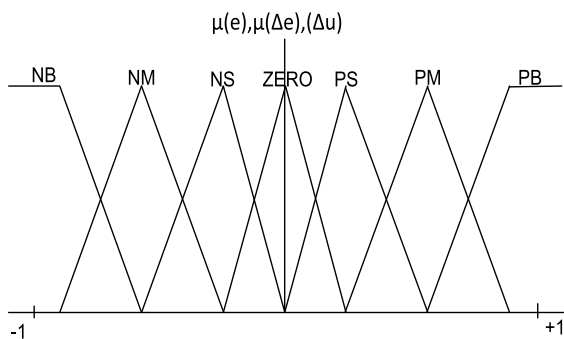 μ(e),μ(Δe),(Δu)
NB NM NS ZERO PS PM PB
-1 +1